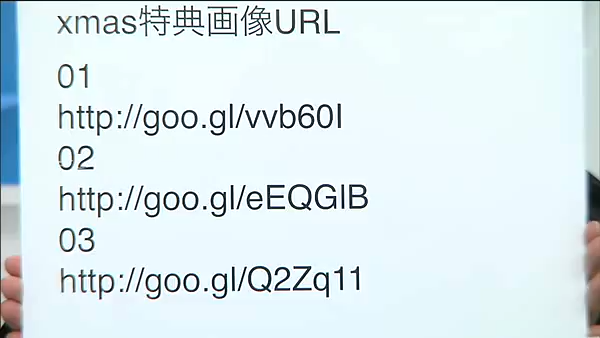 xmas特典画像URL
01
http://goo.gl/vvb60I
02
http://goo.gl/eEQGlB
03
http://goo.gl/Q2Zq11